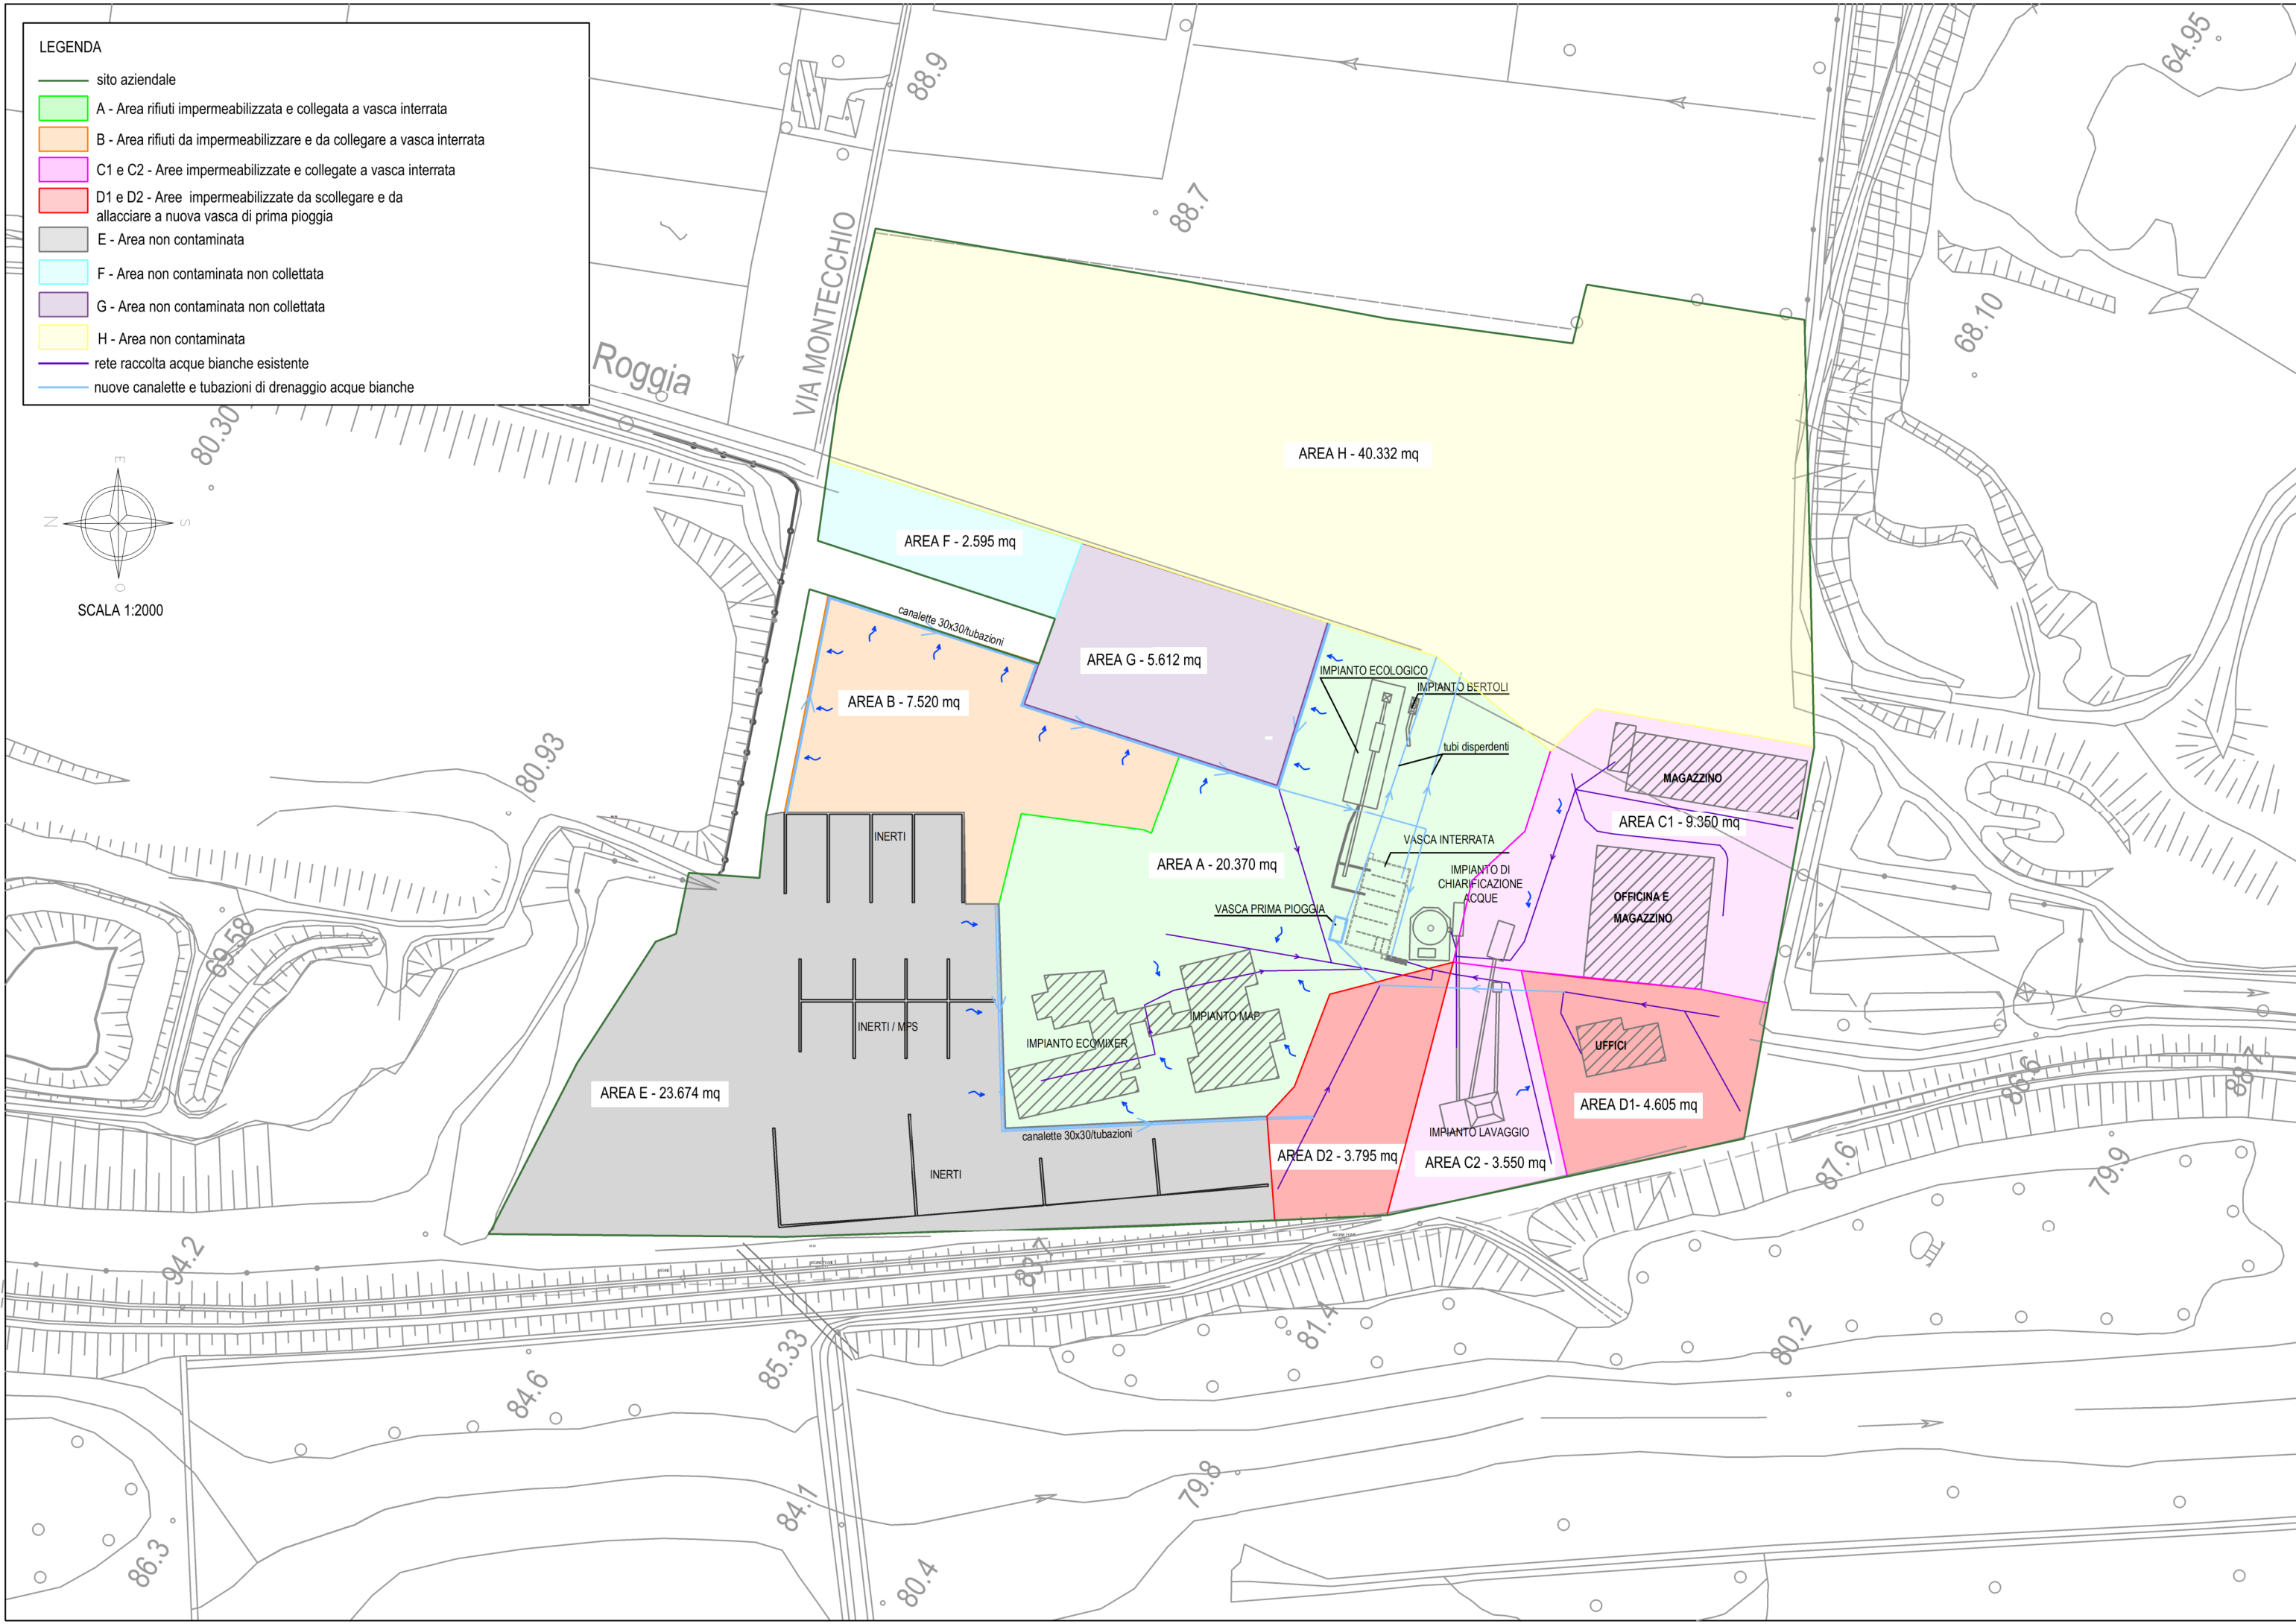 LEGENDA
sito aziendale
A - Area rifiuti impermeabilizzata e collegata a vasca interrata
B - Area rifiuti da impermeabilizzare e da collegare a vasca interrata
C1 e C2 - Aree impermeabilizzate e collegate a vasca interrata
D1 e D2 - Aree impermeabilizzate da scollegare e da
allacciare a nuova vasca di prima pioggia
E - Area non contaminata
F - Area non contaminata non collettata
G - Area non contaminata non collettata
H - Area non contaminata
rete raccolta acque bianche esistente
nuove canalette e tubazioni di drenaggio acque bianche
88.9
64.95
88.7
VIA MONTECCHIO
68.10
Roggia
80.30
E
N
S
O
SCALA 1:2000
AREA H - 40.332 mq
AREA F - 2.595 mq
canalette 30x30/tubazioni
AREA G - 5.612 mq
IMPIANTO ECOLOGICO
IMPIANTO BERTOLI
AREA B - 7.520 mq
tubi disperdenti
80.93
MAGAZZINO
AREA C1 - 9.350 mq
INERTI
VASCA INTERRATA
AREA A - 20.370 mq
IMPIANTO DI
CHIARIFICAZIONE
ACQUE
OFFICINA E
MAGAZZINO
VASCA PRIMA PIOGGIA
69.58
INERTI / MPS
IMPIANTO MAP
IMPIANTO ECOMIXER
UFFICI
AREA E - 23.674 mq
AREA D1- 4.605 mq
88.6
88.7
canalette 30x30/tubazioni
IMPIANTO LAVAGGIO
AREA D2 - 3.795 mq
AREA C2 - 3.550 mq
INERTI
87.6
79.9
94.2
83.7
81.4
80.2
85.33
84.6
79.8
84.1
86.3
80.4